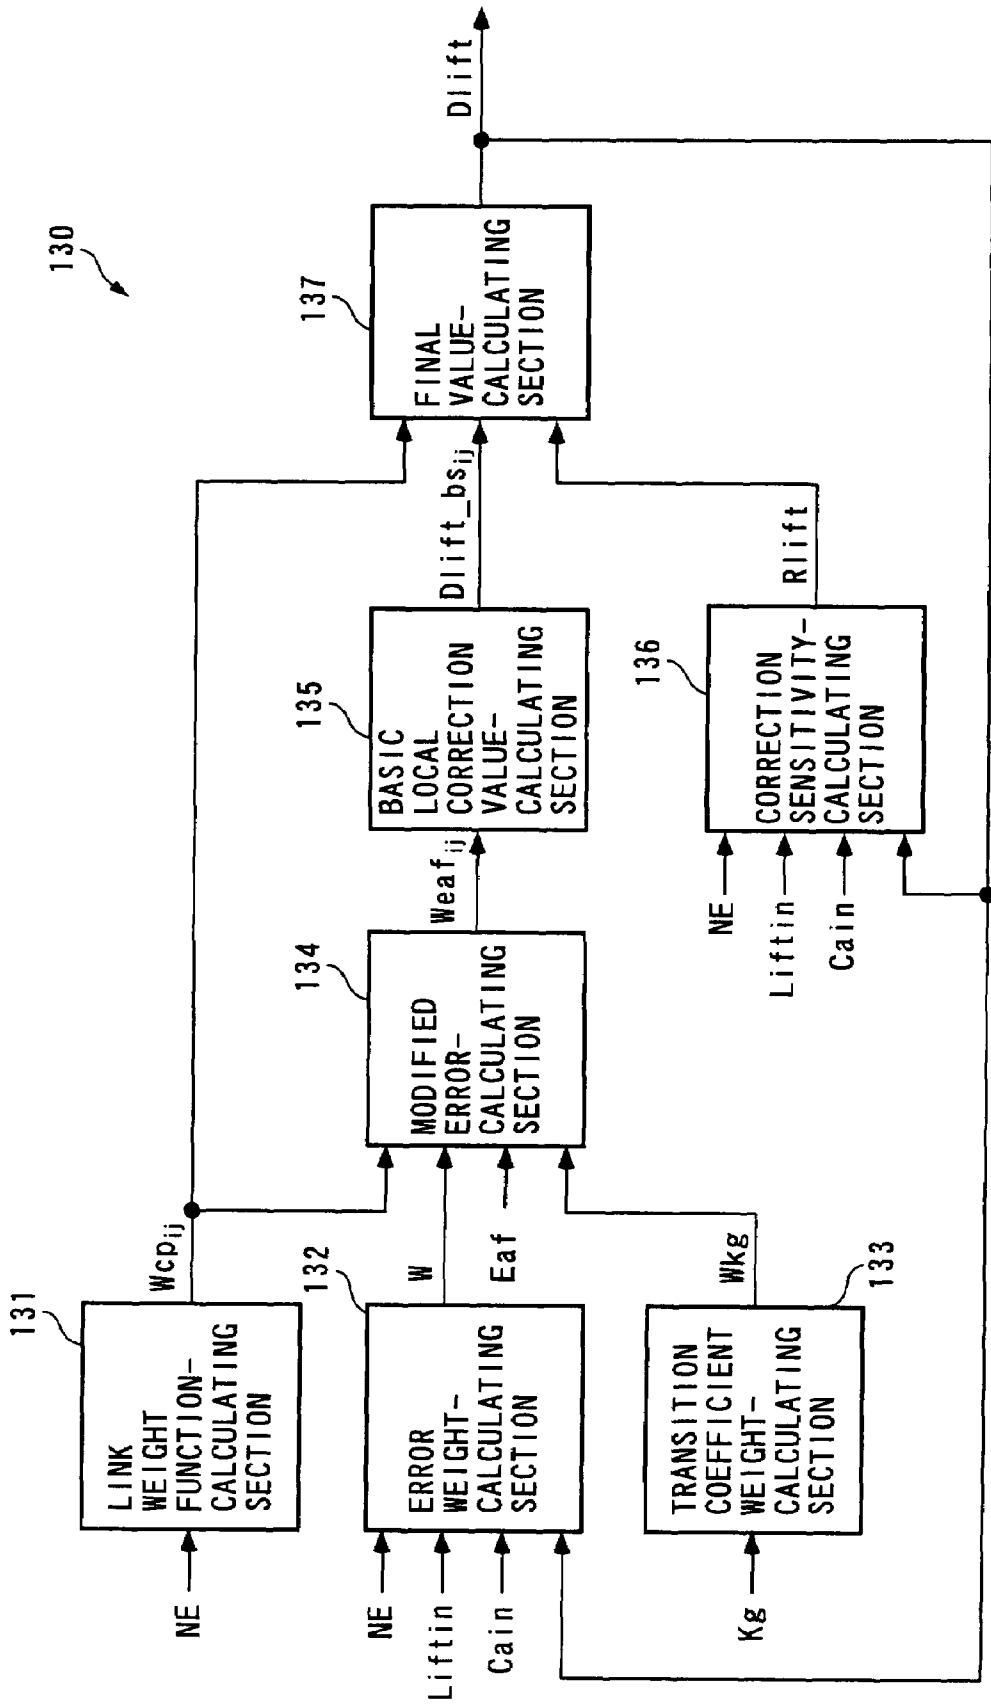 130
131
LINK
WEIGHT
FUNCTION-
CALCULATING
SECTION
NE
Wcpij
132
ERROR
WEIGHT-
CALCULATING
SECTION
NE
Liftin
Cain
W
Eaf
133
TRANSITION
COEFFICIENT
WEIGHT-
CALCULATING
SECTION
Kg
Wkg
134
MODIFIED
ERROR-
CALCULATING
SECTION
Weafij
135
BASIC
LOCAL
CORRECTION
VALUE-
CALCULATING
SECTION
Dlift_bsij
136
CORRECTION
SENSITIVITY-
CALCULATING
SECTION
NE
Liftin
Cain
Rlift
137
FINAL
VALUE-
CALCULATING
SECTION
Dlift